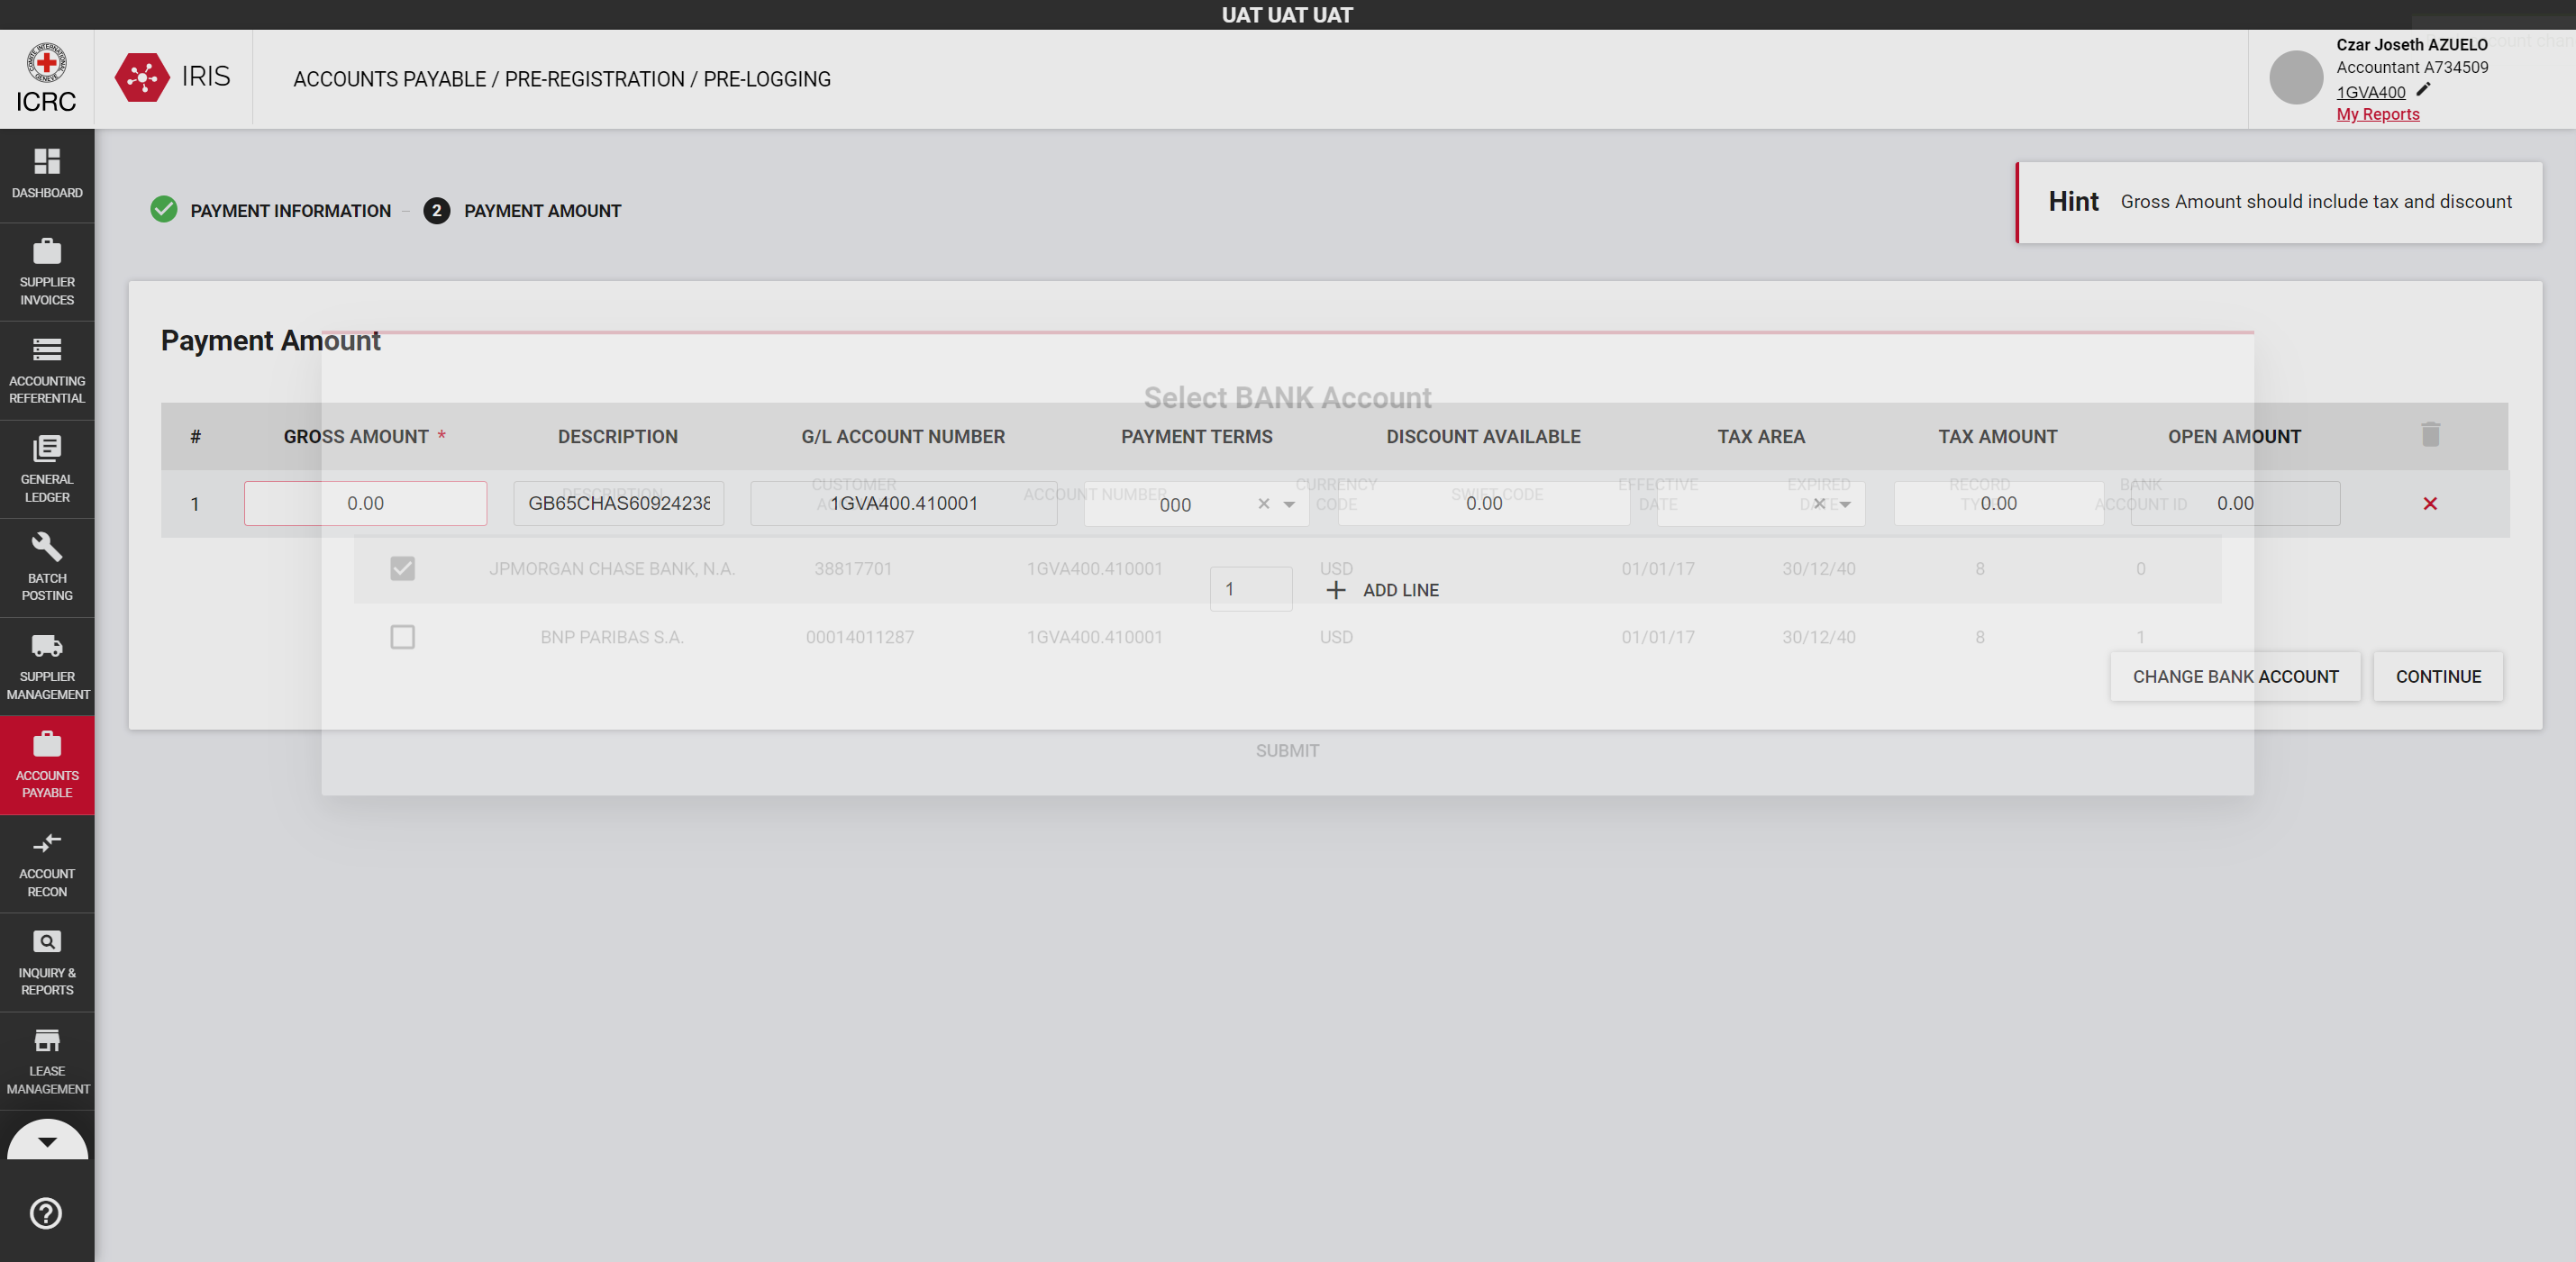 UAT UAT UAT
ICRC
IRIS
ACCOUNTS PAYABLE / PRE-REGISTRATION / PRE-LOGGING
Czar Joseth AZUELO
Accountant A734509
1GVA400
My Reports
DASHBOARD
SUPPLIER
INVOICES
ACCOUNTING
REFERENTIAL
GENERAL
LEDGER
BATCH
POSTING
SUPPLIER
MANAGEMENT
ACCOUNTS
PAYABLE
ACCOUNT
RECON
INQUIRY &
REPORTS
LEASE
MANAGEMENT
PAYMENT INFORMATION – 2 PAYMENT AMOUNT
Hint Gross Amount should include tax and discount
Payment Amount
Select BANK Account
# GROSS AMOUNT * DESCRIPTION G/L ACCOUNT NUMBER PAYMENT TERMS DISCOUNT AVAILABLE TAX AREA TAX AMOUNT OPEN AMOUNT
1 0.00 GB65CHAS60924238 1GVA400.410001 000 0.00 0.00 0.00
DESCRIPTION CUSTOMER ACCOUNT NUMBER CURRENCY CODE SWIFT CODE EFFECTIVE DATE EXPIRED DATE RECORD BANK ACCOUNT ID
JPMORGAN CHASE BANK, N.A. 38817701 1GVA400.410001 USD 01/01/17 30/12/40 8 0
1 ADD LINE
BNP PARIBAS S.A. 00014011287 1GVA400.410001 USD 01/01/17 30/12/40 8 1
CHANGE BANK ACCOUNT CONTINUE
SUBMIT